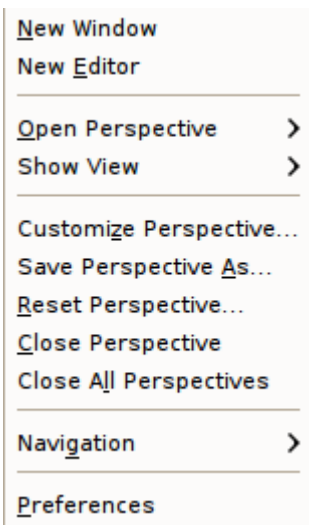 New Window
New Editor
Open Perspective
Show View
Customize Perspective...
Save Perspective As...
Reset Perspective...
Close Perspective
Close All Perspectives
Navigation
Preferences